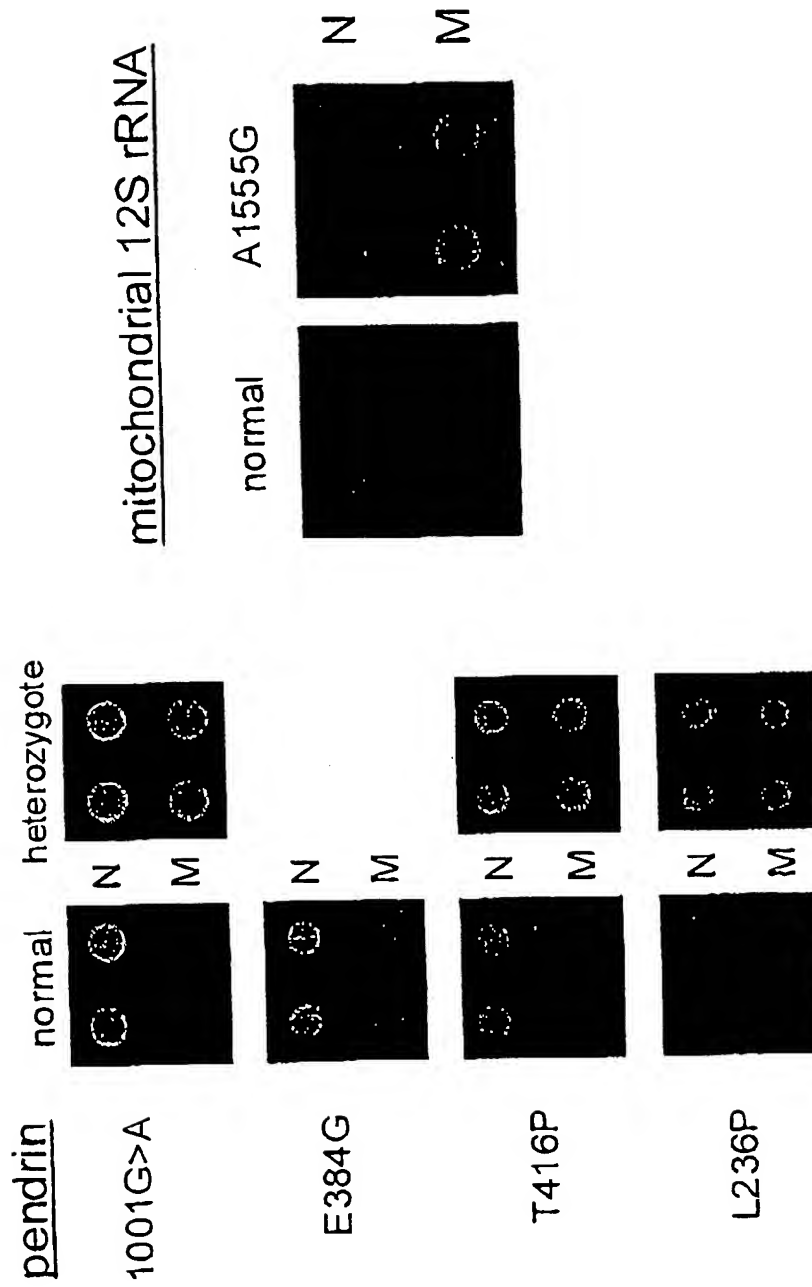 pendrin
normal heterozygote
1001G>A N M
E384G N M
T416P N M
L236P N M
mitochondrial 12S rRNA
normal A1555G
N
M